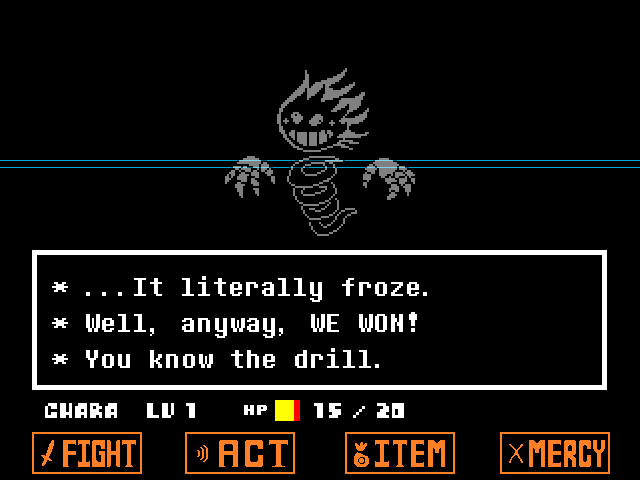 * ...It literally froze.
* Well, anyway, WE WON!
* You know the drill.
CHARA LV 1 HP 15 / 20
FIGHT ACT ITEM MERCY